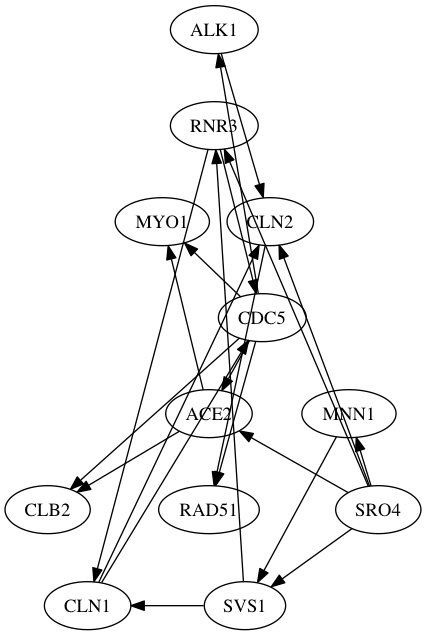 ALK1
RNR3
MYO1
CLN2
CDC5
ACE2
MNN1
CLB2
RAD51
SRO4
CLN1
SVS1